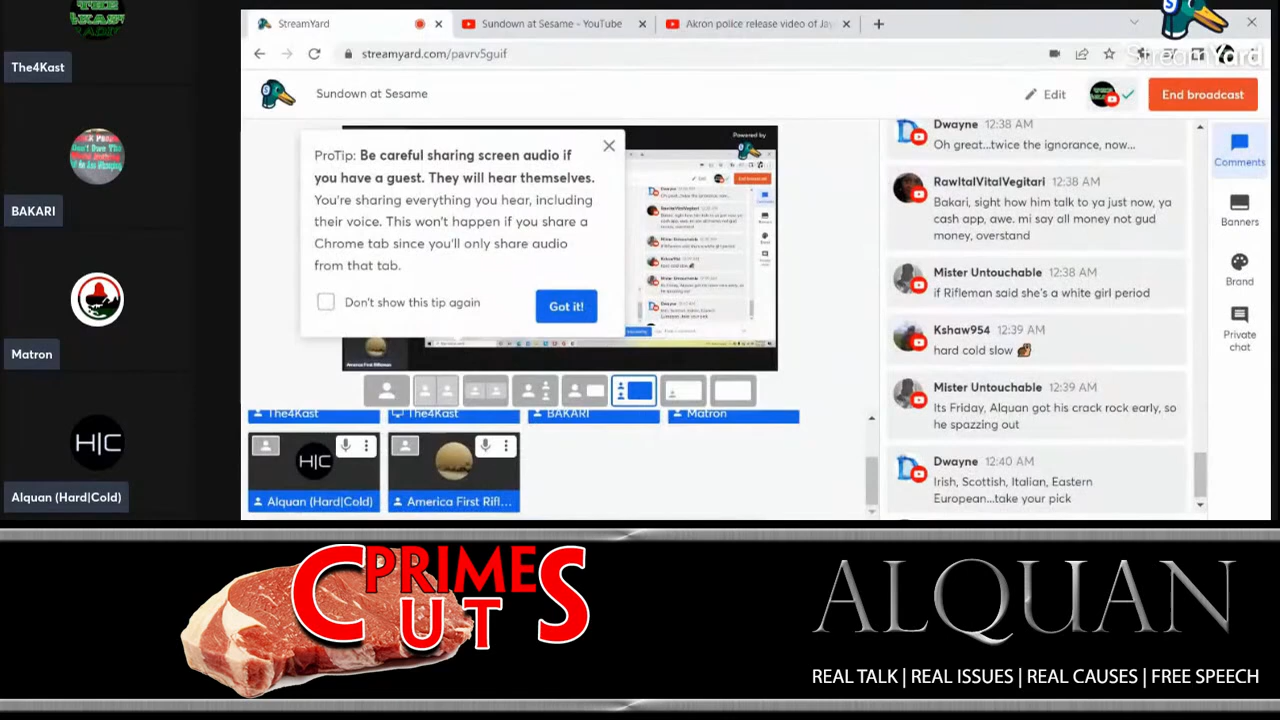 The4Kast
BAKARI
Matron
H|C
Alquan (Hard|Cold)
StreamYard
Sundown at Sesame - YouTube
Akron police release video of Jay
streamyard.com/pavrv5guif
StreamYard
Sundown at Sesame
Edit
End broadcast
Powered by
ProTip: Be careful sharing screen audio if
you have a guest. They will hear themselves.
You're sharing everything you hear, including
their voice. This won't happen if you share a
Chrome tab since you'll only share audio
from that tab.
Don't show this tip again
Got it!
America First Rifleman
The4Kast
The4Kast
BAKARI
Matron
H|C
Alquan (Hard|Cold)
America First Rifl...
Dwayne 12:38 AM
Oh great...twice the ignorance, now...
RawItalVitalVegitari 12:38 AM
Bakari, sight how him talk to ya just now, ya
cash app, awe. mi say all money not gud
money, overstand
Mister Untouchable 12:38 AM
if Rifleman said she's a white girl period
Kshaw954 12:39 AM
hard cold slow
Mister Untouchable 12:39 AM
Its Friday, Alquan got his crack rock early, so
he spazzing out
Dwayne 12:40 AM
Irish, Scottish, Italian, Eastern
European...take your pick
Comments
Banners
Brand
Private
chat
PRIME
CUTS
ALQUAN
REAL TALK | REAL ISSUES | REAL CAUSES | FREE SPEECH